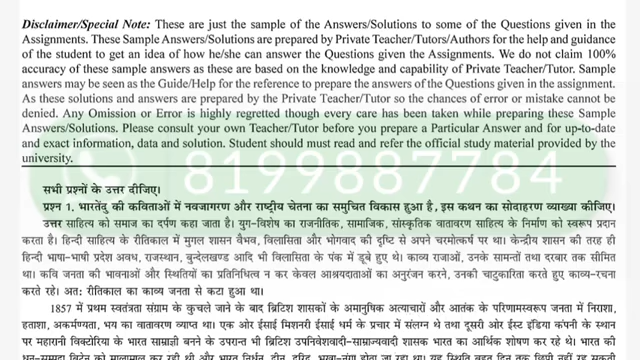 Disclaimer/Special Note: These are just the sample of the Answers/Solutions to some of the Questions given in the
Assignments. These Sample Answers/Solutions are prepared by Private Teacher/Tutors/Authors for the help and guidance
of the student to get an idea of how he/she can answer the Questions given the Assignments. We do not claim 100%
accuracy of these sample answers as these are based on the knowledge and capability of Private Teacher/Tutor. Sample
answers may be seen as the Guide/Help for the reference to prepare the answers of the Questions given in the assignment.
As these solutions and answers are prepared by the Private Teacher/Tutor so the chances of error or mistake cannot be
denied. Any Omission or Error is highly regretted though every care has been taken while preparing these Sample
Answers/Solutions. Please consult your own Teacher/Tutor before you prepare a Particular Answer and for up-to-date
and exact information, data and solution. Student should must read and refer the official study material provided by the
university.
8199887784
सभी प्रश्नों के उत्तर दीजिए।
प्रश्न 1. भारतेंदु की कविताओं में नवजागरण और राष्ट्रीय चेतना का समुचित विकास हुआ है, इस कथन का सोदाहरण व्याख्या कीजिए।
उत्तर साहित्य को समाज का दर्पण कहा जाता है। युग-विशेष का राजनीतिक, सामाजिक, सांस्कृतिक वातावरण साहित्य के निर्माण को स्वरूप प्रदान
करता है। हिन्दी साहित्य के रीतिकाल में मुगल शासन वैभव, विलासिता और भोगवाद की दृष्टि से अपने चरमोत्कर्ष पर था। केन्द्रीय शासन की तरह ही
हिन्दी भाषा-भाषी प्रदेश अवध, राजस्थान, बुन्देलखण्ड आदि भी विलासिता के पंक में डूबे हुए थे। काव्य राजाओं, उनके सामन्तों तथा दरबार तक सीमित
था। कवि जनता की भावनाओं और स्थितियों का प्रतिनिधित्व न कर केवल आश्रयदाताओं का अनुरंजन करने, उनकी चाटुकारिता करते हुए काव्य-रचना
करते रहे। अत: रीतिकाल का काव्य जनता से कटा हुआ था।
1857 में प्रथम स्वतंत्रता संग्राम के कुचले जाने के बाद ब्रिटिश शासकों के अमानुषिक अत्याचारों और आतंक के परिणामस्वरूप जनता में निराशा,
हताशा, अकर्मण्यता, भय का वातावरण व्याप्त था। एक ओर ईसाई मिशनरी ईसाई धर्म के प्रचार में संलग्न थे तथा दूसरी ओर ईस्ट इंडिया कंपनी के स्थान
पर महारानी विक्टोरिया के भारत साम्राज्ञी बनने के उपरान्त भी ब्रिटिश उपनिवेशवादी-साम्राज्यवादी शासक भारत का आर्थिक शोषण कर रहे थे। भारत की